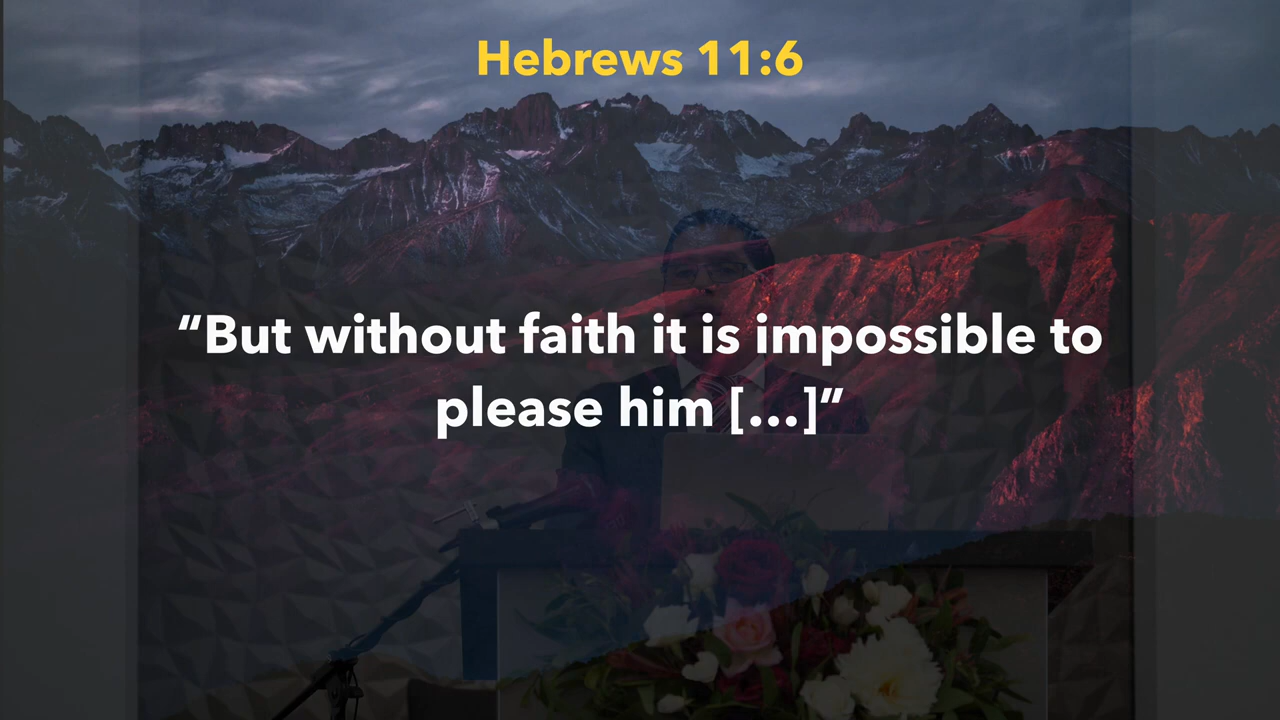 Hebrews 11:6
“But without faith it is impossible to
please him [...]”